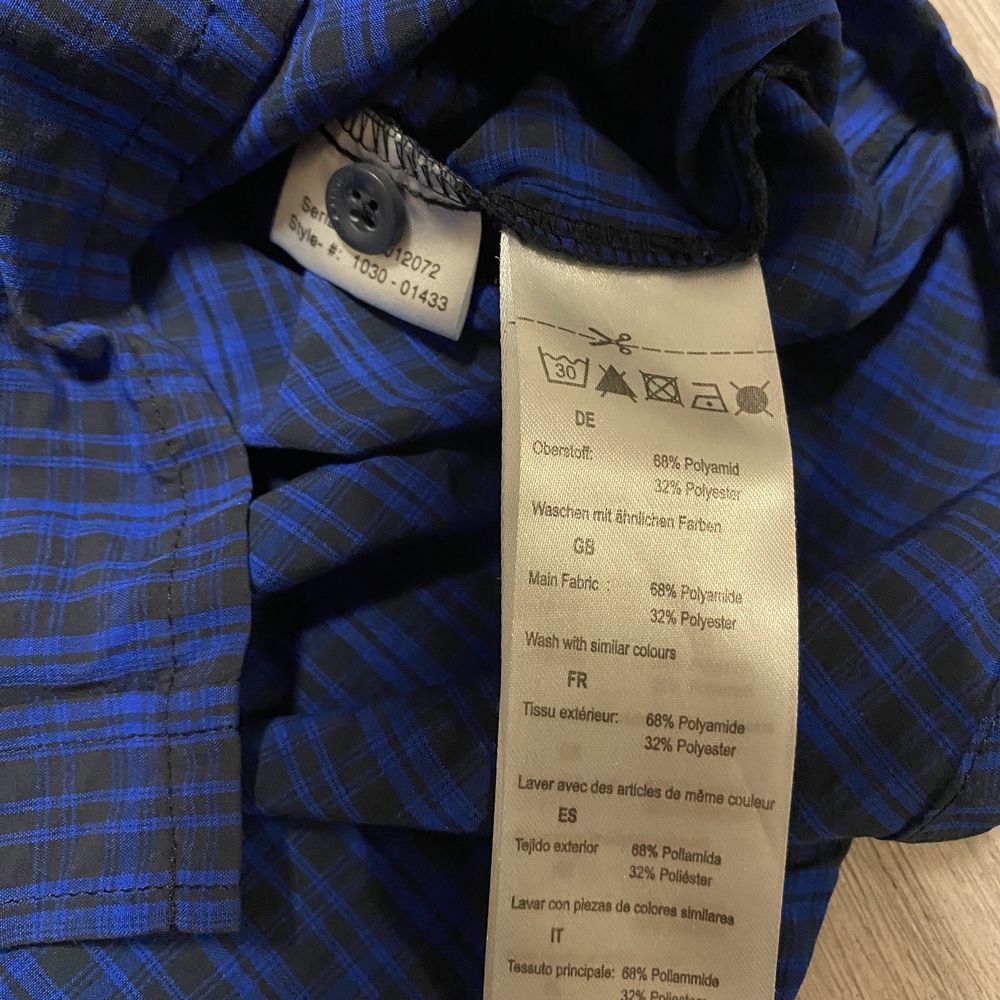 012072
Style- #: 1030 - 01433
30
DE
Oberstoff: 68% Polyamid
32% Polyester
Waschen mit ähnlichen Farben
GB
Main Fabric : 68% Polyamide
32% Polyester
Wash with similar colours
FR
Tissu extérieur: 68% Polyamide
32% Polyester
Laver avec des articles de même couleur
ES
Tejido exterior 68% Poliamida
32% Poliéster
Lavar con piezas de colores similares
IT
Tessuto principale: 68% Poliammide
32%